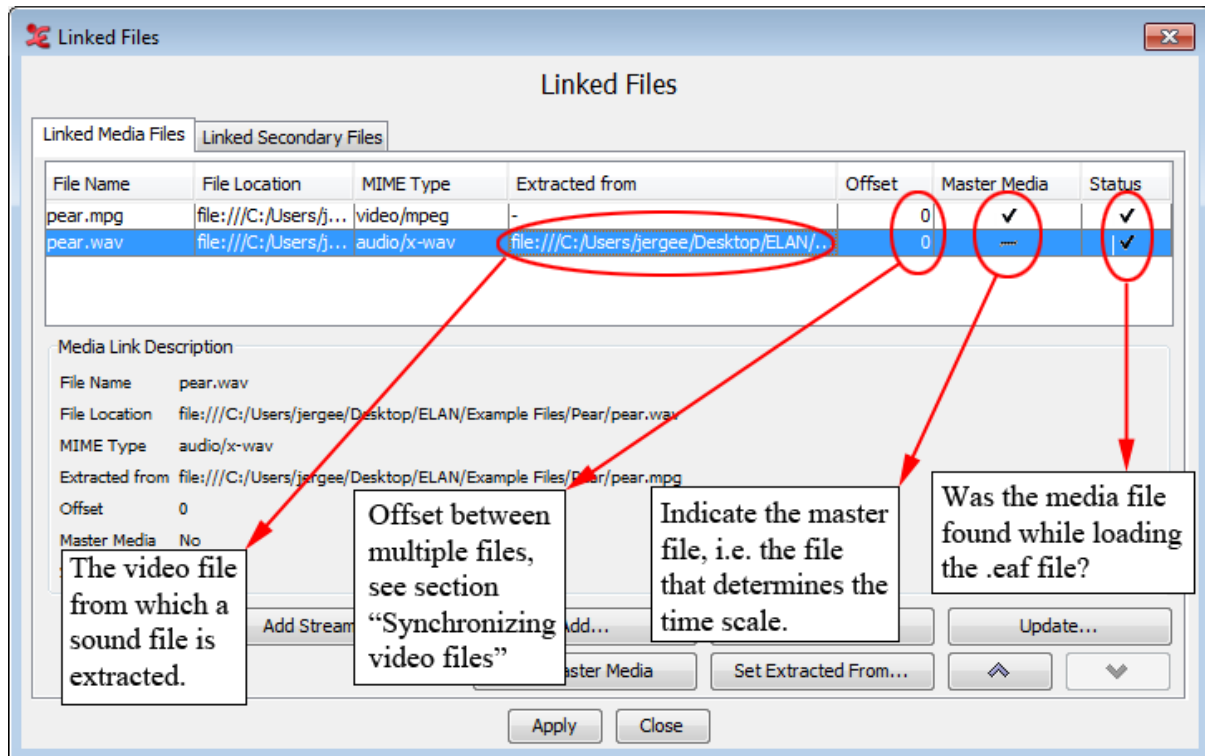 Linked Files
Linked Files
Linked Media Files Linked Secondary Files
File Name File Location MIME Type Extracted from Offset Master Media Status
pear.mpg file:///C:/Users/j... video/mpeg - 0
pear.wav file:///C:/Users/j... audio/x-wav file:///C:/Users/jergee/Desktop/ELAN/... 0
Media Link Description
File Name pear.wav
File Location file:///C:/Users/jergee/Desktop/ELAN/Example Files/Pear/pear.wav
MIME Type audio/x-wav
Extracted from file:///C:/Users/jergee/Desktop/ELAN/Example Files/Pear/pear.mpg
Offset 0
Master Media No
The video file
from which a
sound file is
extracted.
Offset between
multiple files,
see section
“Synchronizing
video files”
Indicate the master
file, i.e. the file
that determines the
time scale.
Was the media file
found while loading
the .eaf file?
Add Stream Update...
Master Media Set Extracted From...
Apply Close